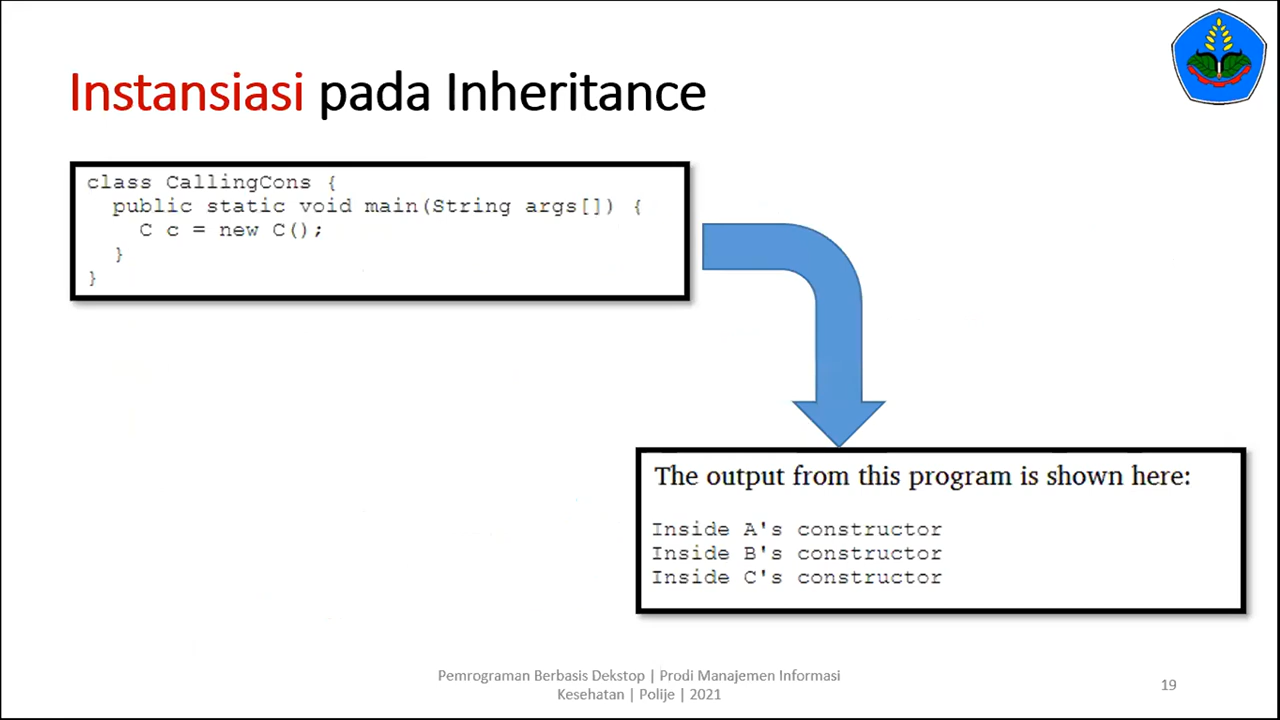 Instansiasi pada Inheritance
class CallingCons {
public static void main(String args[]) {
C c = new C();
}
}
The output from this program is shown here:
Inside A's constructor
Inside B's constructor
Inside C's constructor
Pemrograman Berbasis Dekstop | Prodi Manajemen Informasi
Kesehatan | Polije | 2021
19